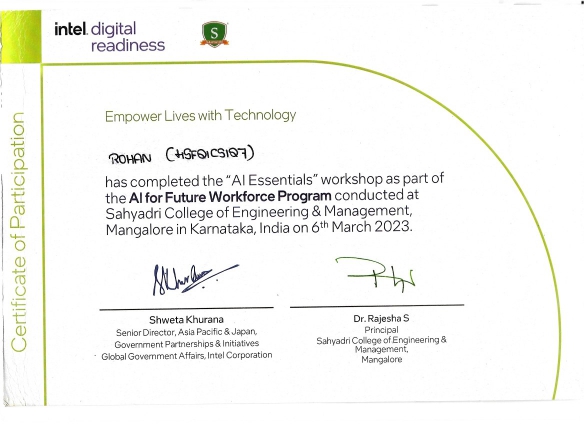 intel. digital
readiness
S
Certificate of Participation
Empower Lives with Technology
ROHAN
has completed the “AI Essentials” workshop as part of
the AI for Future Workforce Program conducted at
Sahyadri College of Engineering & Management,
Mangalore in Karnataka, India on 6th March 2023.
Shweta Khurana
Senior Director, Asia Pacific & Japan,
Government Partnerships & Initiatives
Global Government Affairs, Intel Corporation
Dr. Rajesha S
Principal
Sahyadri College of Engineering &
Management,
Mangalore